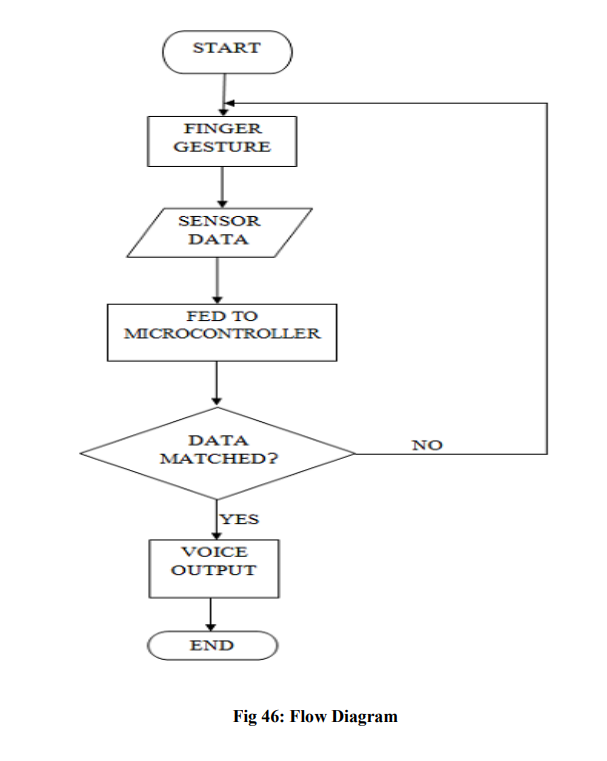 START
FINGER
GESTURE
SENSOR
DATA
FED TO
MICROCONTROLLER
DATA
MATCHED?
NO
YES
VOICE
OUTPUT
END
Fig 46: Flow Diagram